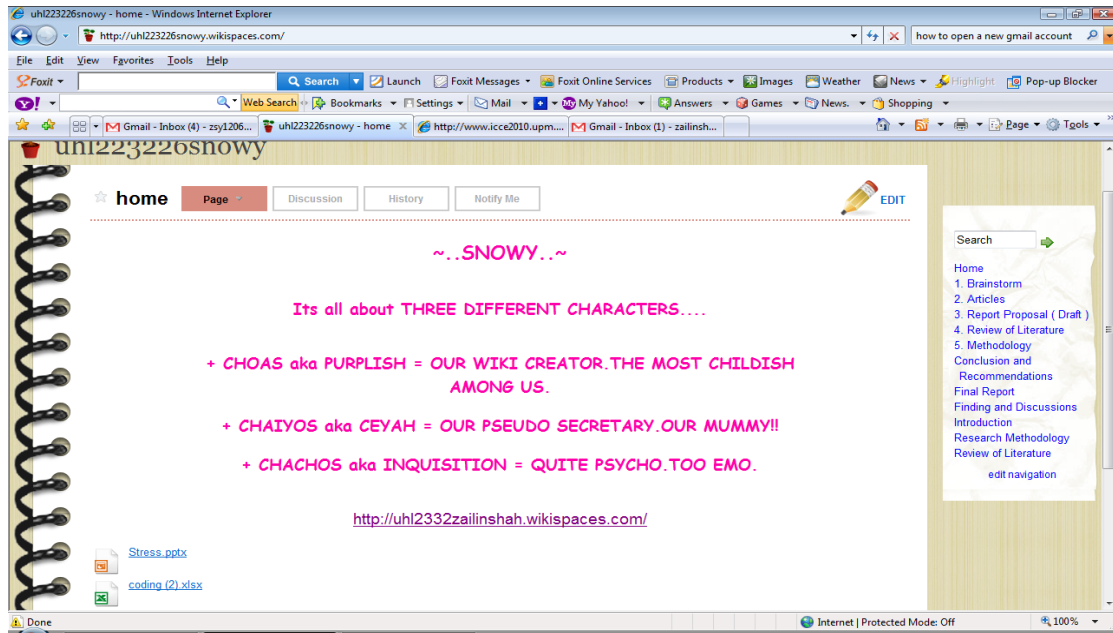 uhl223226snowy - home - Windows Internet Explorer
http://uhl223226snowy.wikispaces.com/ how to open a new gmail account
File Edit View Favorites Tools Help
Foxit Search Launch Foxit Messages Foxit Online Services Products Images Weather News Highlight Pop-up Blocker
Y! Web Search Bookmarks Settings Mail My Yahoo! Answers Games News. Shopping
Gmail - Inbox (4) - zsy1206... uhl223226snowy - home X http://www.icce2010.upm.... Gmail - Inbox (1) - zailinsh... Page Tools
uhl223226snowy
home Page Discussion History Notify Me EDIT
~..SNOWY..~
Its all about THREE DIFFERENT CHARACTERS....
+ CHOAS aka PURPLISH = OUR WIKI CREATOR.THE MOST CHILDISH
AMONG US.
+ CHAIYOS aka CEYAH = OUR PSEUDO SECRETARY.OUR MUMMY!!
+ CHACHOS aka INQUISITION = QUITE PSYCHO.TOO EMO.
http://uhl2332zailinshah.wikispaces.com/
Stress.pptx
coding (2).xlsx
Search
Home
1. Brainstorm
2. Articles
3. Report Proposal ( Draft )
4. Review of Literature
5. Methodology
Conclusion and
Recommendations
Final Report
Finding and Discussions
Introduction
Research Methodology
Review of Literature
edit navigation
Done Internet | Protected Mode: Off 100%